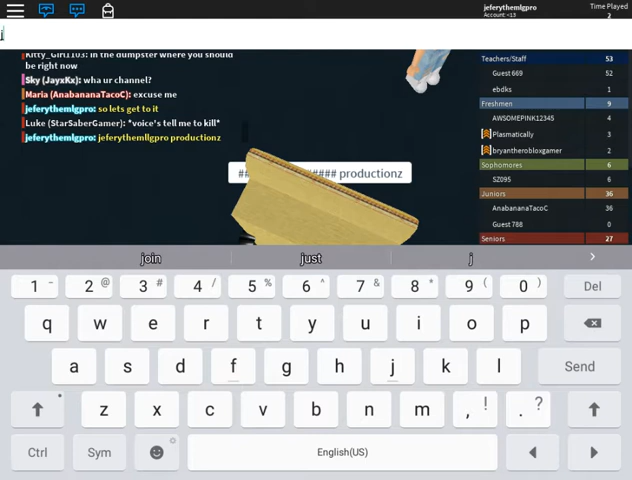 jeferythemlgpro
Account: <13
Time Played
2
j
Kitty_Girl1103: in the dumpster where you should
be right now
Sky (JayxKx): wha ur channel?
Maria (AnabananaTacoC): excuse me
jeferythemlgpro: so lets get to it
Luke (StarSaberGamer): *voice's tell me to kill*
jeferythemlgpro: jeferythemllgpro productionz
#### productionz
Teachers/Staff 53
Guest 669 52
ebdks 1
Freshmen 9
AWSOMEPINK12345 4
Plasmatically 3
bryantherobloxgamer 2
Sophomores 6
SZ095 6
Juniors 36
AnabananaTacoC 36
Guest 788 0
Seniors 27
join just j >
1 - 2 @ 3 # 4 / 5 % 6 ^ 7 & 8 * 9 ( 0 ) Del
q w e r t y u i o p
a s d f g h j k l Send
z x c v b n m , ! . ?
Ctrl Sym English(US)